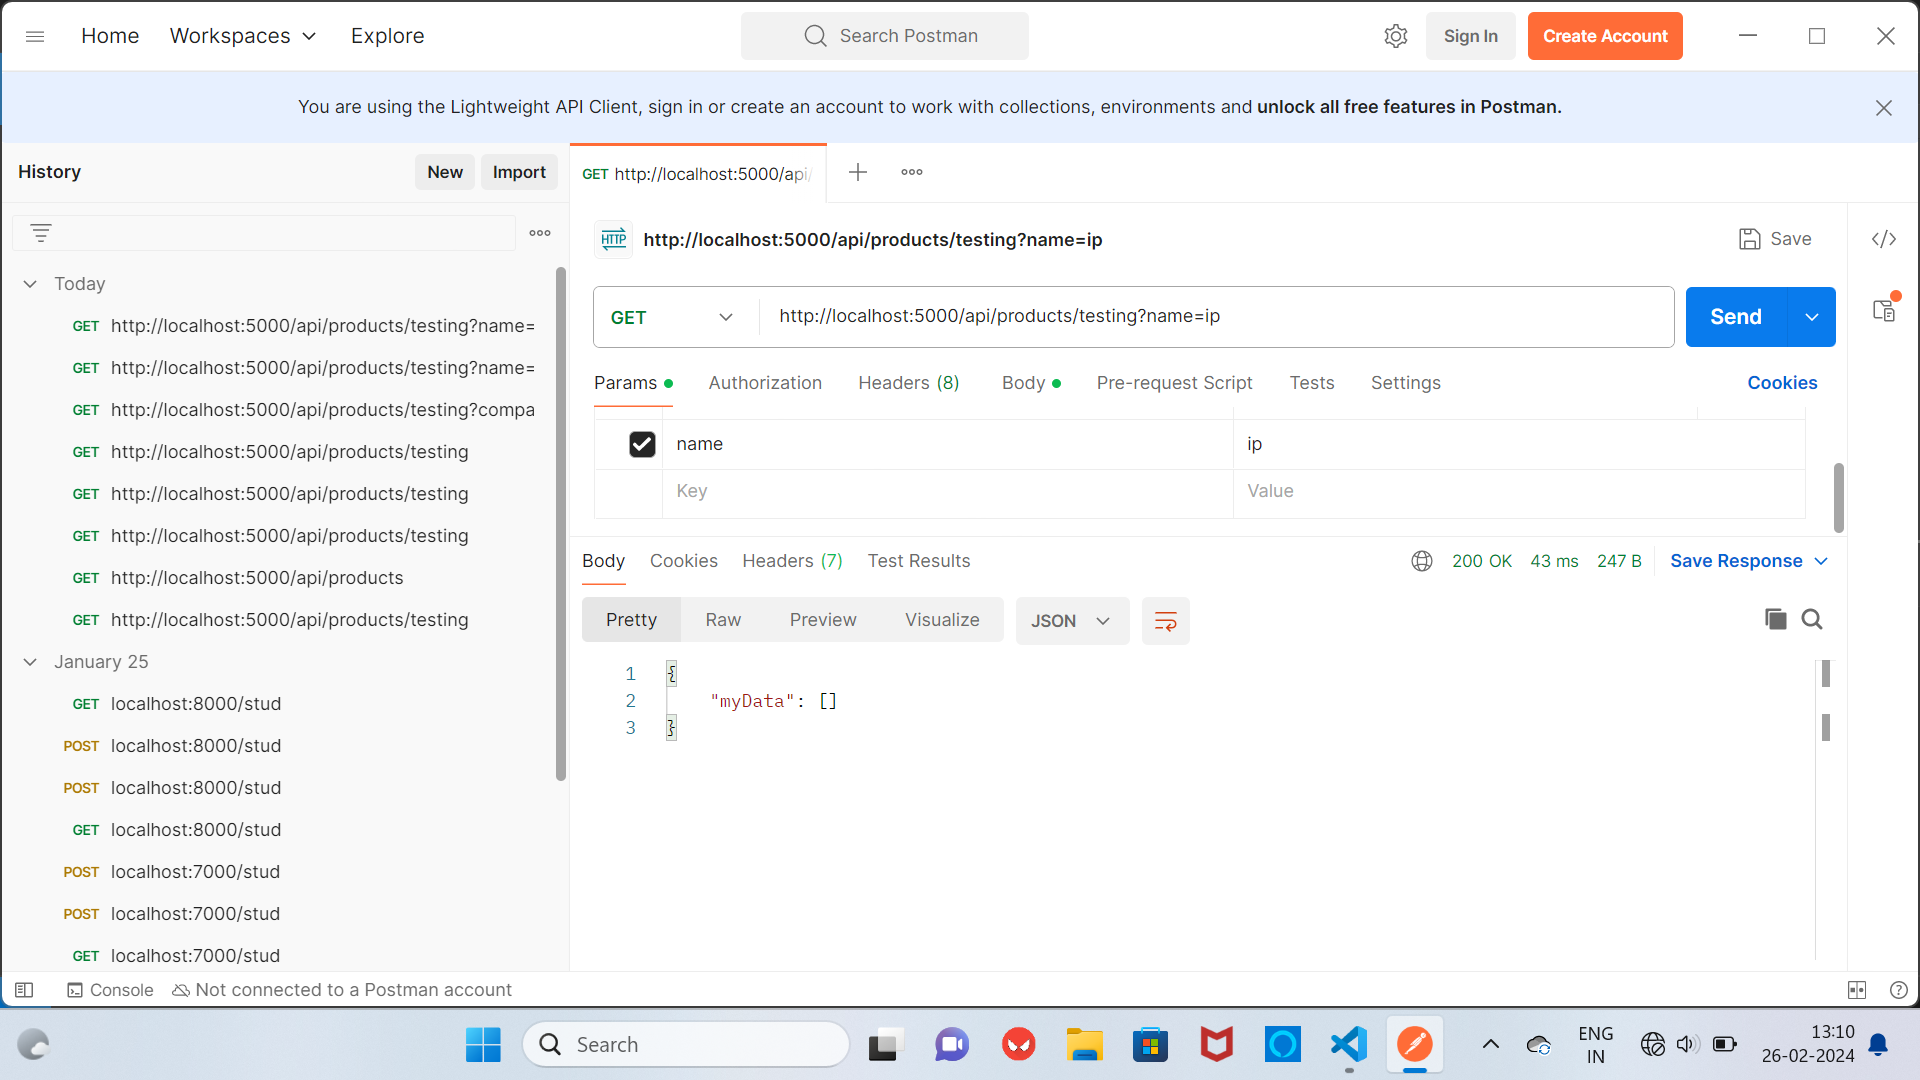 Home Workspaces Explore Search Postman Sign In Create Account
You are using the Lightweight API Client, sign in or create an account to work with collections, environments and unlock all free features in Postman.
History New Import
GET http://localhost:5000/api/
HTTP http://localhost:5000/api/products/testing?name=ip Save </>
Today
GET http://localhost:5000/api/products/testing?name=
GET http://localhost:5000/api/products/testing?name=
GET http://localhost:5000/api/products/testing?compa
GET http://localhost:5000/api/products/testing
GET http://localhost:5000/api/products/testing
GET http://localhost:5000/api/products/testing
GET http://localhost:5000/api/products
GET http://localhost:5000/api/products/testing
January 25
GET localhost:8000/stud
POST localhost:8000/stud
POST localhost:8000/stud
GET localhost:8000/stud
POST localhost:7000/stud
POST localhost:7000/stud
GET localhost:7000/stud
GET http://localhost:5000/api/products/testing?name=ip Send
Params Authorization Headers (8) Body Pre-request Script Tests Settings Cookies
name ip
Key Value
Body Cookies Headers (7) Test Results 200 OK 43 ms 247 B Save Response
Pretty Raw Preview Visualize JSON
1 {
2 "myData": []
3 }
Console Not connected to a Postman account
Search
ENG
IN
13:10
26-02-2024